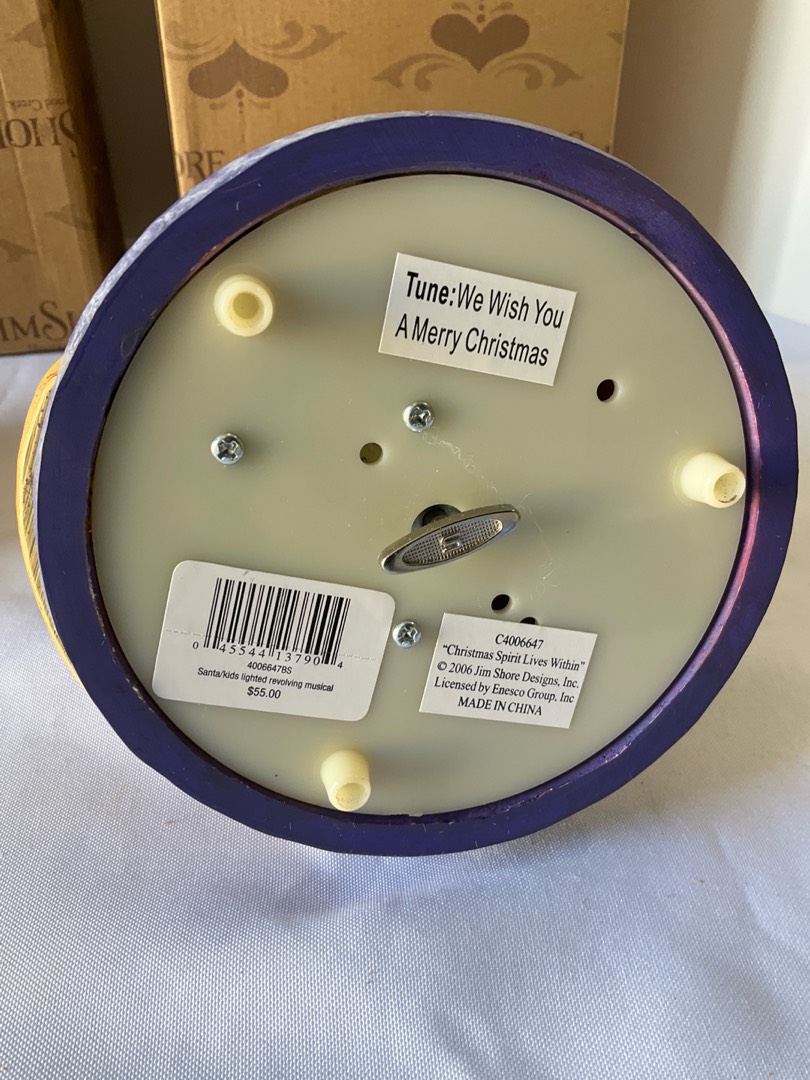 Tune:We Wish You
A Merry Christmas
0 45544 13790 4
4006647BS
Santa/kids lighted revolving musical
$55.00
C4006647
"Christmas Spirit Lives Within"
© 2006 Jim Shore Designs, Inc.
Licensed by Enesco Group, Inc
MADE IN CHINA